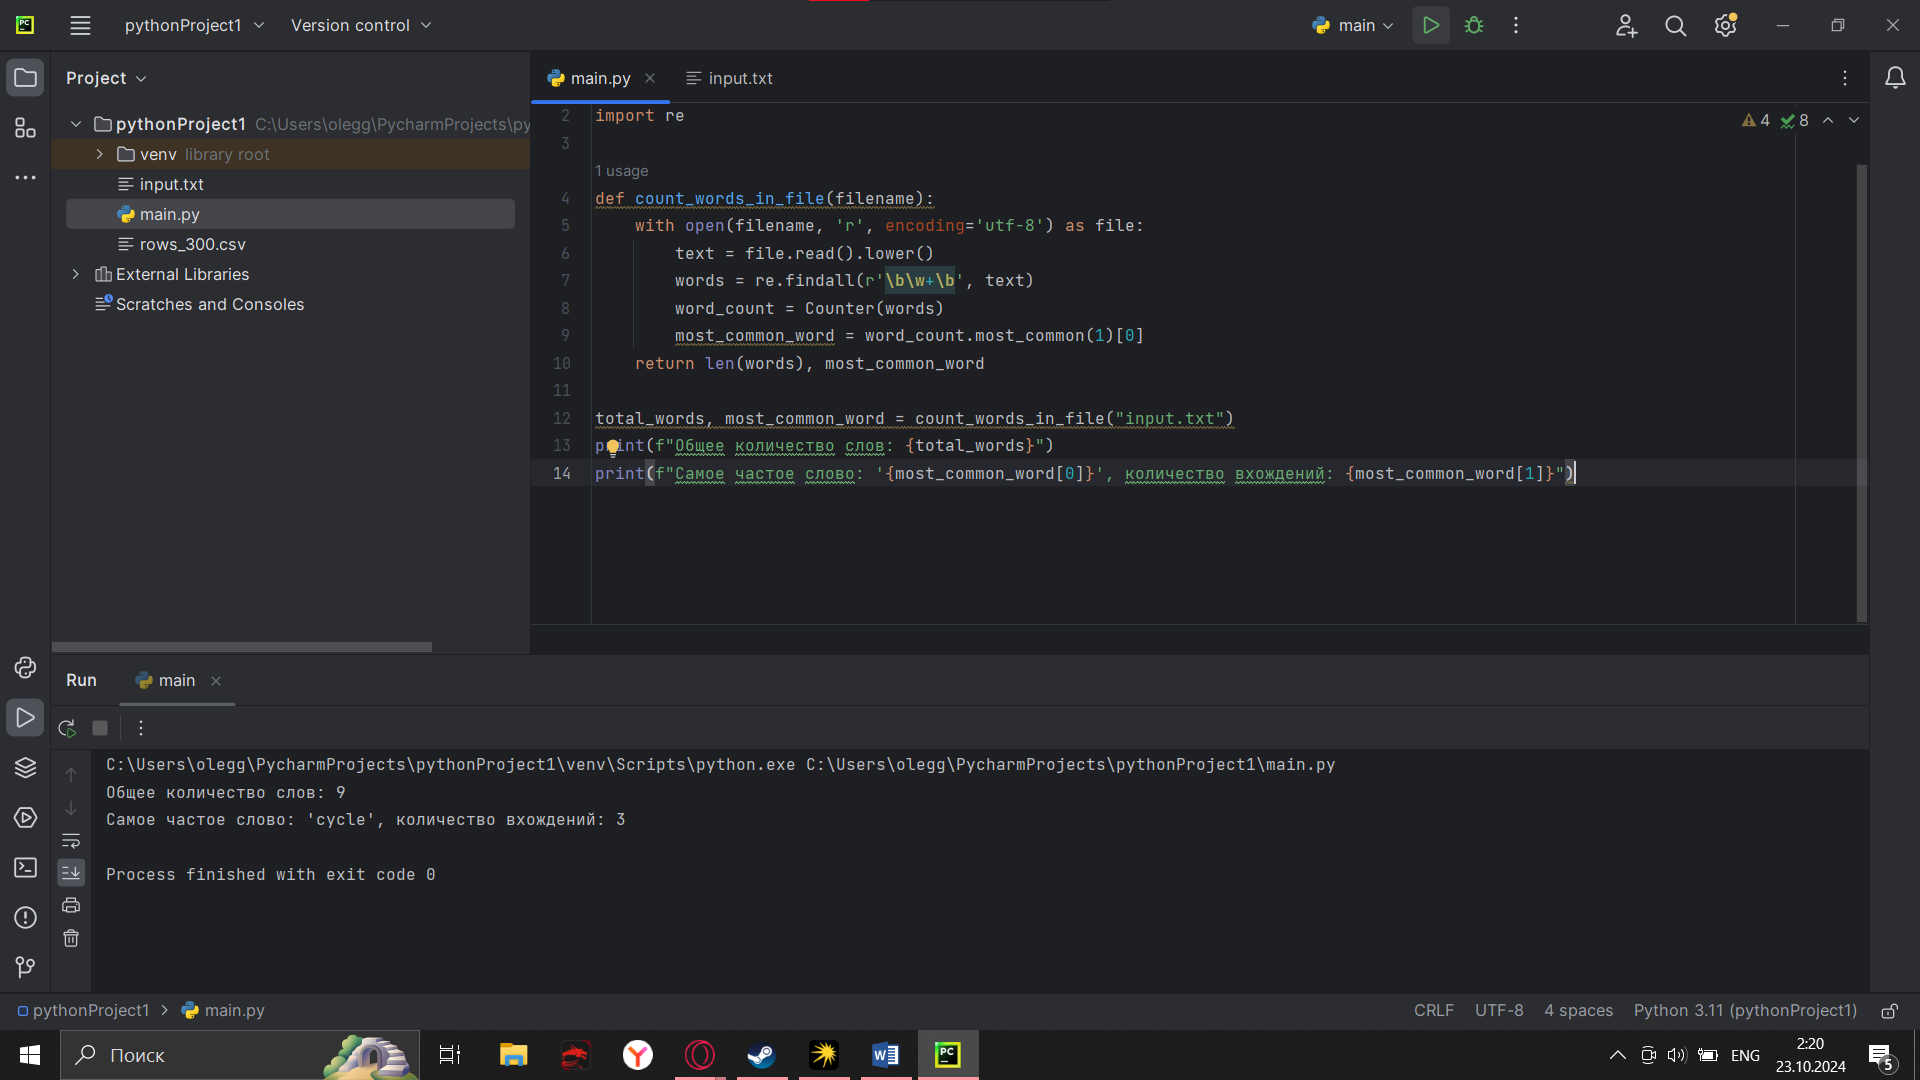 pythonProject1
Version control
main
Project
pythonProject1 C:\Users\olegg\PycharmProjects\py
venv library root
input.txt
main.py
rows_300.csv
External Libraries
Scratches and Consoles
main.py
input.txt
4 8
2 import re
3
1 usage
4 def count_words_in_file(filename):
5 with open(filename, 'r', encoding='utf-8') as file:
6 text = file.read().lower()
7 words = re.findall(r'\b\w+\b', text)
8 word_count = Counter(words)
9 most_common_word = word_count.most_common(1)[0]
10 return len(words), most_common_word
11
12 total_words, most_common_word = count_words_in_file("input.txt")
13 print(f"Общее количество слов: {total_words}")
14 print(f"Самое частое слово: '{most_common_word[0]}', количество вхождений: {most_common_word[1]}")
Run main
C:\Users\olegg\PycharmProjects\pythonProject1\venv\Scripts\python.exe C:\Users\olegg\PycharmProjects\pythonProject1\main.py
Общее количество слов: 9
Самое частое слово: 'cycle', количество вхождений: 3
Process finished with exit code 0
pythonProject1 > main.py
CRLF UTF-8 4 spaces Python 3.11 (pythonProject1)
Поиск
ENG
2:20
23.10.2024
5